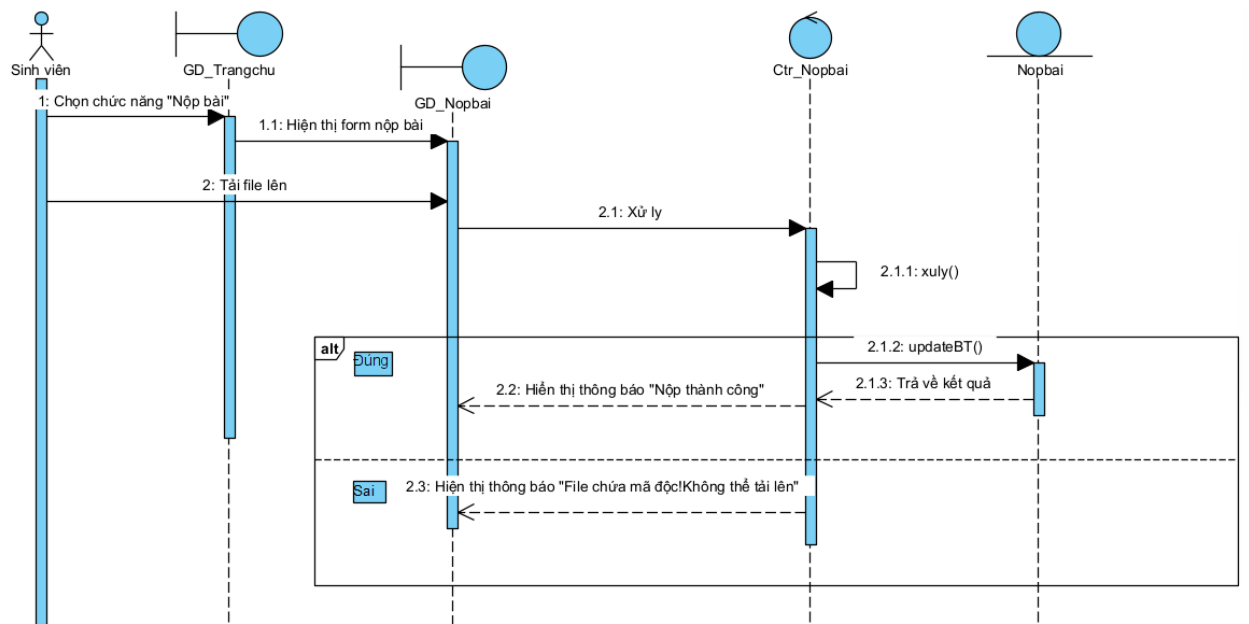 Sinh viên
GD_Trangchu
GD_Nopbai
Ctr_Nopbai
Nopbai
1: Chọn chức năng "Nộp bài"
1.1: Hiện thị form nộp bài
2: Tải file lên
2.1: Xử ly
2.1.1: xuly()
alt
Đúng
2.1.2: updateBT()
2.1.3: Trả về kết quả
2.2: Hiển thị thông báo "Nộp thành công"
Sai
2.3: Hiện thị thông báo "File chứa mã độc!Không thể tải lên"